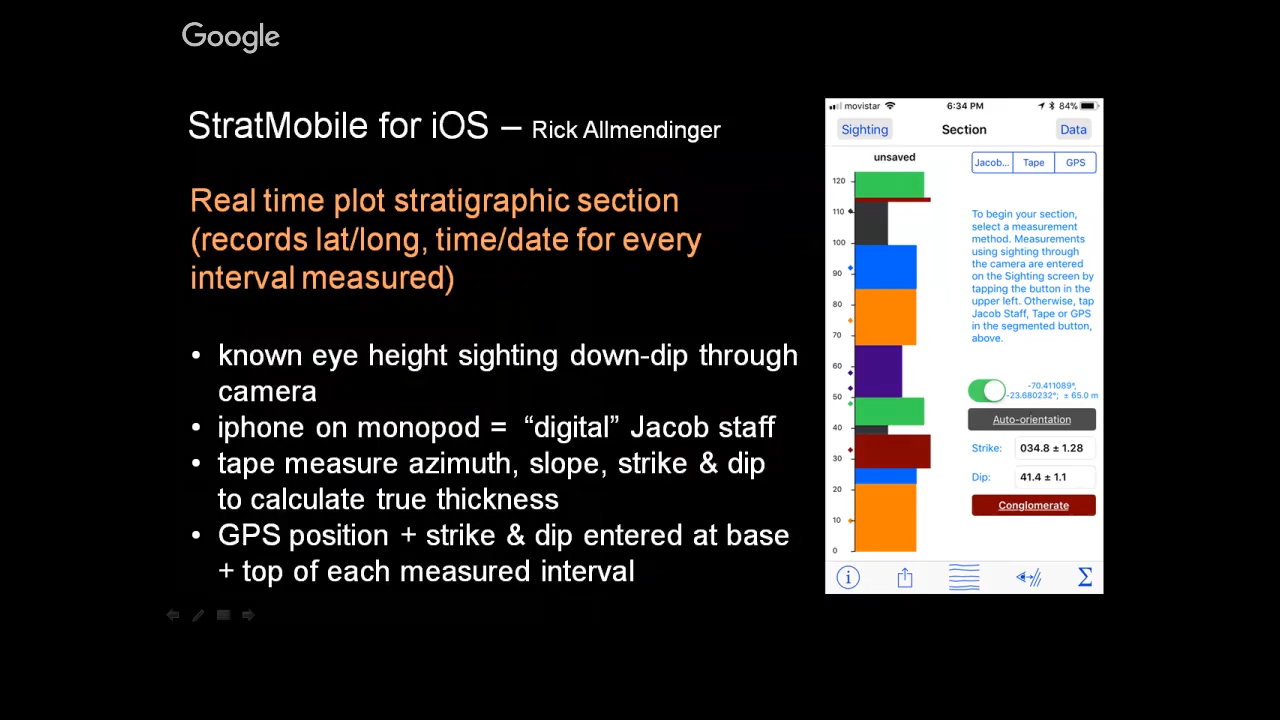 Google
StratMobile for iOS – Rick Allmendinger
Real time plot stratigraphic section
(records lat/long, time/date for every
interval measured)
• known eye height sighting down-dip through
camera
• iphone on monopod = “digital” Jacob staff
• tape measure azimuth, slope, strike & dip
to calculate true thickness
• GPS position + strike & dip entered at base
+ top of each measured interval
movistar 6:34 PM 84%
Sighting Section Data
unsaved
Jacob... Tape GPS
120
110
100
90
80
70
60
50
40
30
20
10
0
To begin your section,
select a measurement
method. Measurements
using sighting through
the camera are entered
on the Sighting screen by
tapping the button in the
upper left. Otherwise, tap
Jacob Staff, Tape or GPS
in the segmented button,
above.
-70.411089°,
-23.680232°; ± 65.0 m
Auto-orientation
Strike: 034.8 ± 1.28
Dip: 41.4 ± 1.1
Conglomerate